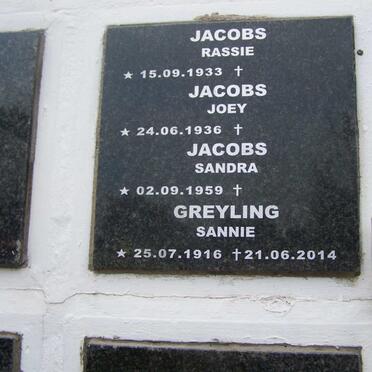 JACOBS
RASSIE
★ 15.09.1933 †
JACOBS
JOEY
★ 24.06.1936 †
JACOBS
SANDRA
★ 02.09.1959 †
GREYLING
SANNIE
★ 25.07.1916 † 21.06.2014